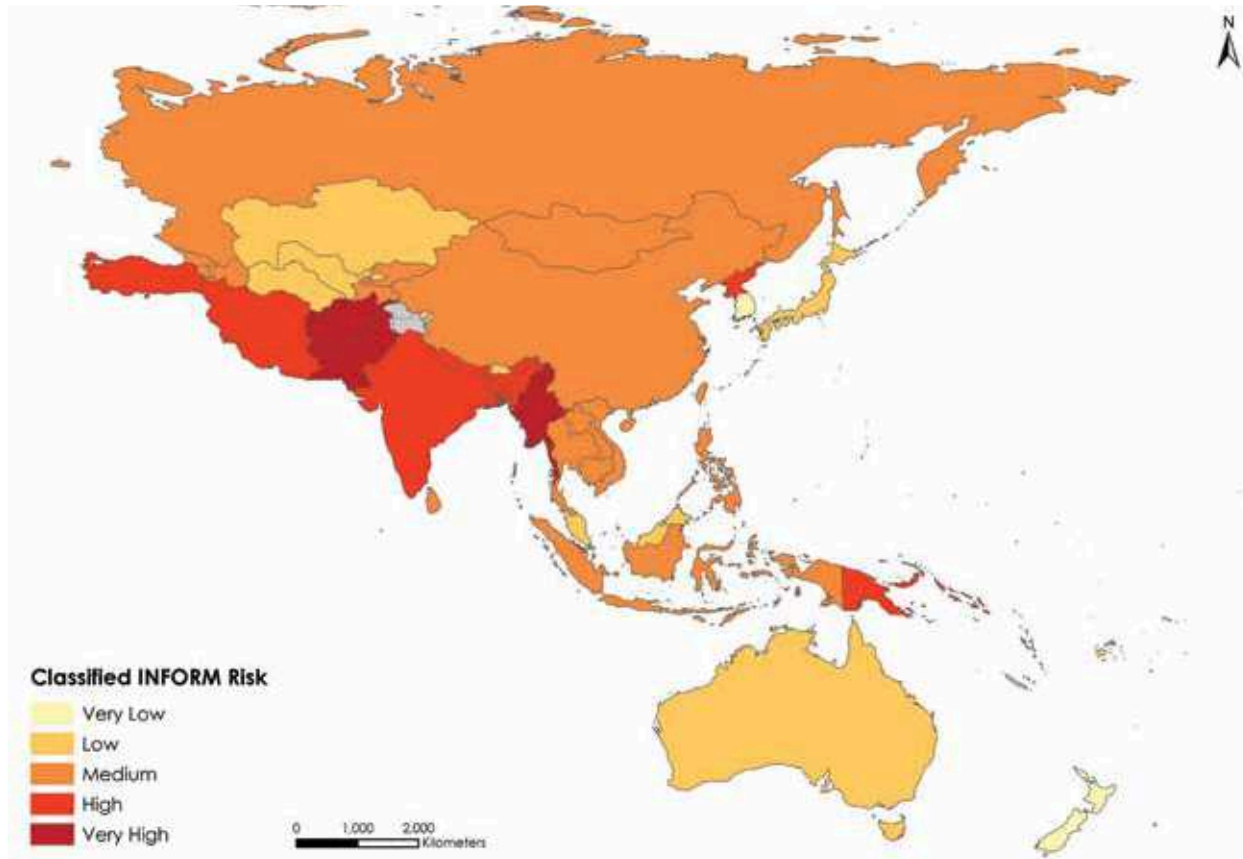 N
Classified INFORM Risk
Very Low
Low
Medium
High
Very High
0 1,000 2,000
Kilometers